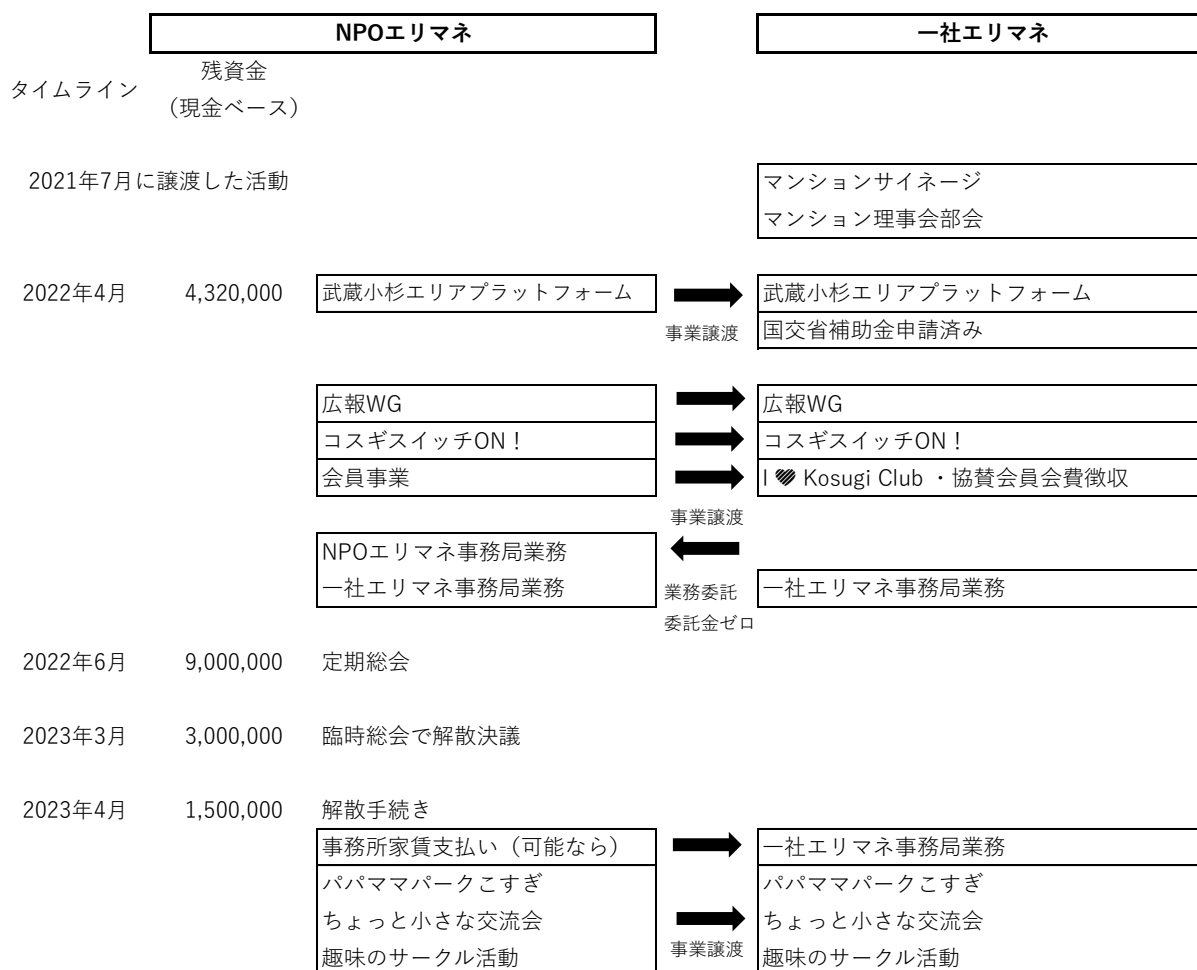 NPOエリマネ 一社エリマネ
タイムライン 残資金
（現金ベース）
2021年7月に譲渡した活動 マンションサイネージ
マンション理事会部会
2022年4月 4,320,000 武蔵小杉エリアプラットフォーム 武蔵小杉エリアプラットフォーム
事業譲渡 国交省補助金申請済み
広報WG 広報WG
コスギスイッチON！ コスギスイッチON！
会員事業 I Kosugi Club ・協賛会員会費徴収
事業譲渡
NPOエリマネ事務局業務
一社エリマネ事務局業務 業務委託 一社エリマネ事務局業務
委託金ゼロ
2022年6月 9,000,000 定期総会
2023年3月 3,000,000 臨時総会で解散決議
2023年4月 1,500,000 解散手続き
事務所家賃支払い（可能なら） 一社エリマネ事務局業務
パパママパークこすぎ パパママパークこすぎ
ちょっと小さな交流会 ちょっと小さな交流会
趣味のサークル活動 事業譲渡 趣味のサークル活動